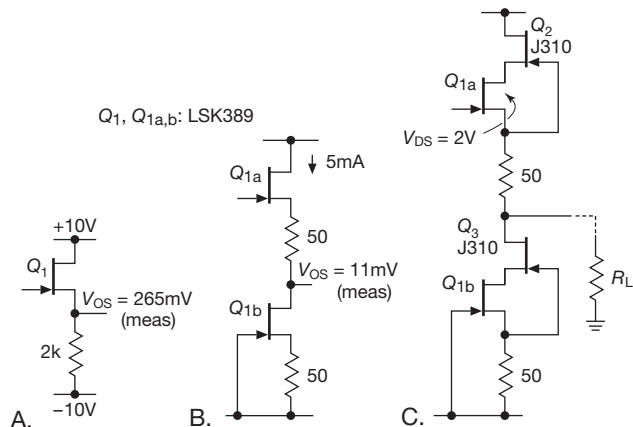 Q1, Q1a,b: LSK389
+10V
Q1
VOS = 265mV
(meas)
2k
−10V
A.
5mA
Q1a
50
VOS = 11mV
(meas)
Q1b
50
B.
Q2
J310
Q1a
VDS = 2V
50
Q3
J310
Q1b
RL
50
C.